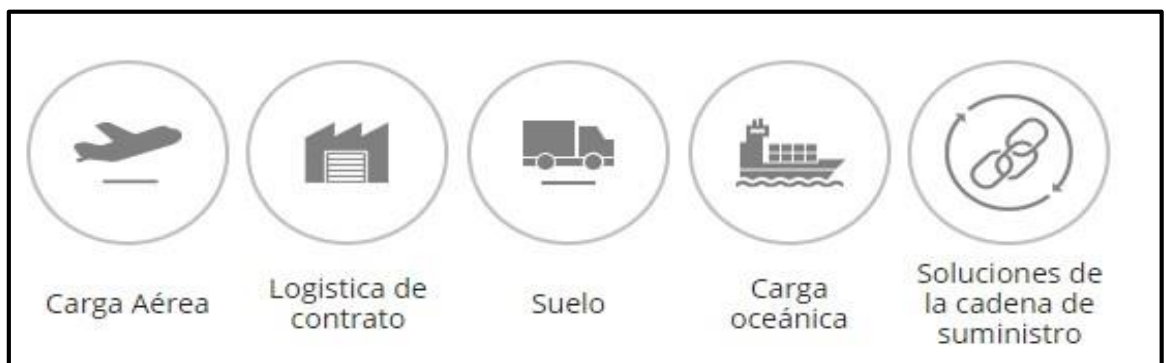 Carga Aérea
Logistica de
contrato
Suelo
Carga
oceánica
Soluciones de
la cadena de
suministro